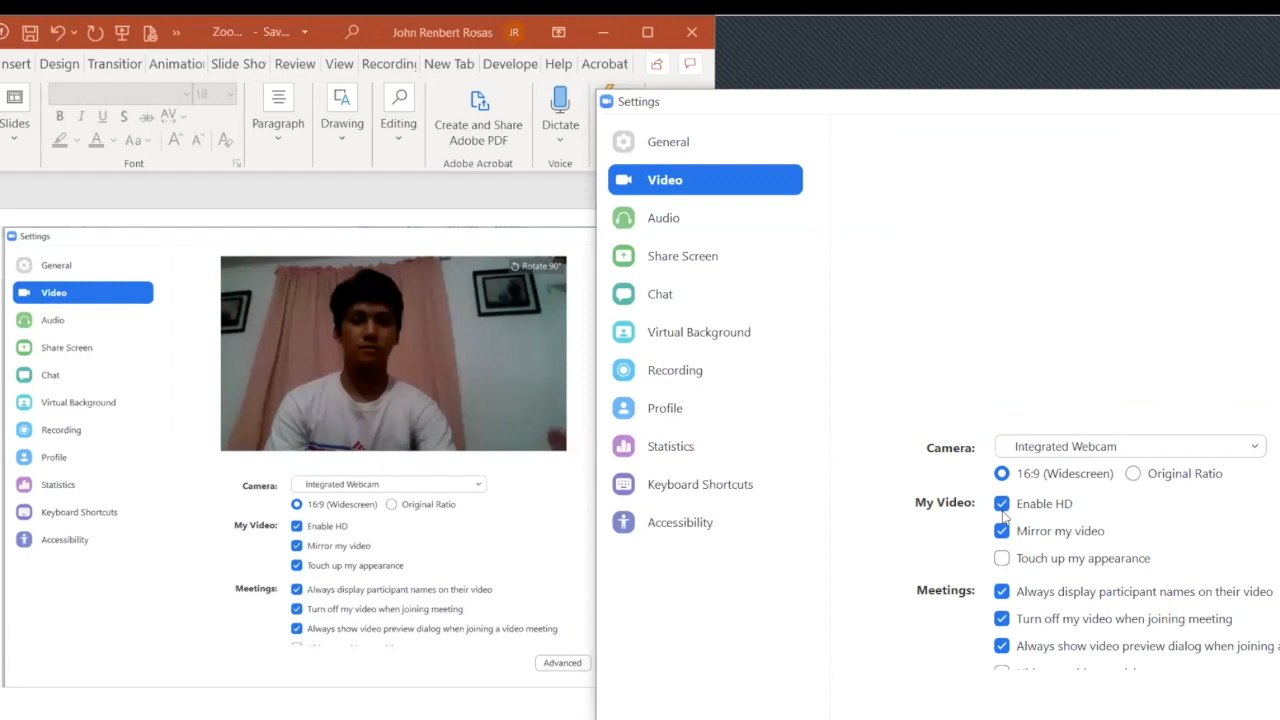 Zoo... - Sav...
John Renbert Rosas JR
nsert Design Transition Animation Slide Sho Review View Recording New Tab Develope Help Acrobat
18
Slides
B I U S ab AV
A Aa A A A
Paragraph
Drawing
Editing
Create and Share
Adobe PDF
Dictate
Font
Adobe Acrobat
Voice
Settings
General
Video
Audio
Share Screen
Chat
Virtual Background
Recording
Profile
Statistics
Keyboard Shortcuts
Accessibility
Rotate 90°
Camera: Integrated Webcam
16:9 (Widescreen) Original Ratio
My Video: Enable HD
Mirror my video
Touch up my appearance
Meetings: Always display participant names on their video
Turn off my video when joining meeting
Always show video preview dialog when joining a video meeting
Advanced
Settings
General
Video
Audio
Share Screen
Chat
Virtual Background
Recording
Profile
Statistics
Keyboard Shortcuts
Accessibility
Camera: Integrated Webcam
16:9 (Widescreen) Original Ratio
My Video: Enable HD
Mirror my video
Touch up my appearance
Meetings: Always display participant names on their video
Turn off my video when joining meeting
Always show video preview dialog when joining a